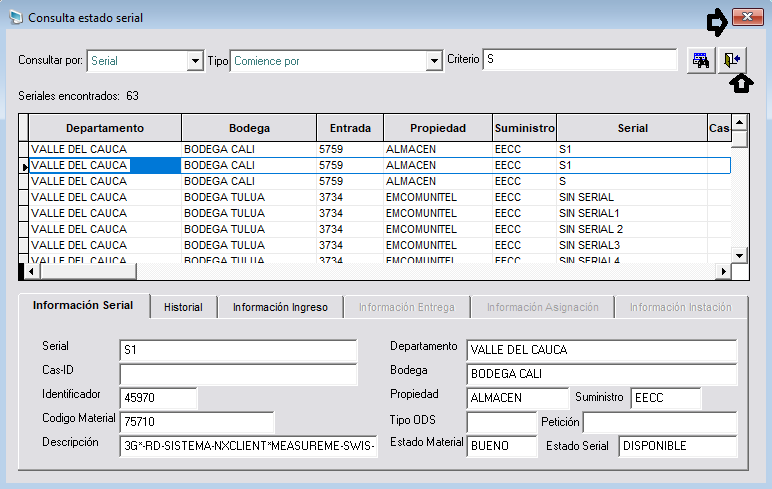 Consulta estado serial
Consultar por: Serial Tipo Comience por Criterio S
Seriales encontrados: 63
Departamento Bodega Entrada Propiedad Suministro Serial Cas
VALLE DEL CAUCA BODEGA CALI 5759 ALMACEN EECC S1
VALLE DEL CAUCA BODEGA CALI 5759 ALMACEN EECC S1
VALLE DEL CAUCA BODEGA CALI 5759 ALMACEN EECC S
VALLE DEL CAUCA BODEGA TULUA 3734 EMCOMUNITEL EECC SIN SERIAL
VALLE DEL CAUCA BODEGA TULUA 3734 EMCOMUNITEL EECC SIN SERIAL1
VALLE DEL CAUCA BODEGA TULUA 3734 EMCOMUNITEL EECC SIN SERIAL 2
VALLE DEL CAUCA BODEGA TULUA 3734 EMCOMUNITEL EECC SIN SERIAL3
VALLE DEL CAUCA BODEGA TULUA 3734 EMCOMUNITEL EECC SIN SERIAL4
Información Serial Historial Información Ingreso Información Entrega Información Asignación Información Instación
Serial S1 Departamento VALLE DEL CAUCA
Cas-ID Bodega BODEGA CALI
Identificador 45970 Propiedad ALMACEN Suministro EECC
Codigo Material 75710 Tipo ODS Petición
Descripción 3G*-RD-SISTEMA-NXCLIENT*MEASUREME-SWIS- Estado Material BUENO Estado Serial DISPONIBLE